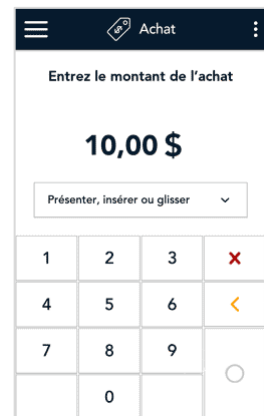 Achat
Entrez le montant de l'achat
10,00 $
Présenter, insérer ou glisser
1 2 3
4 5 6
7 8 9
0